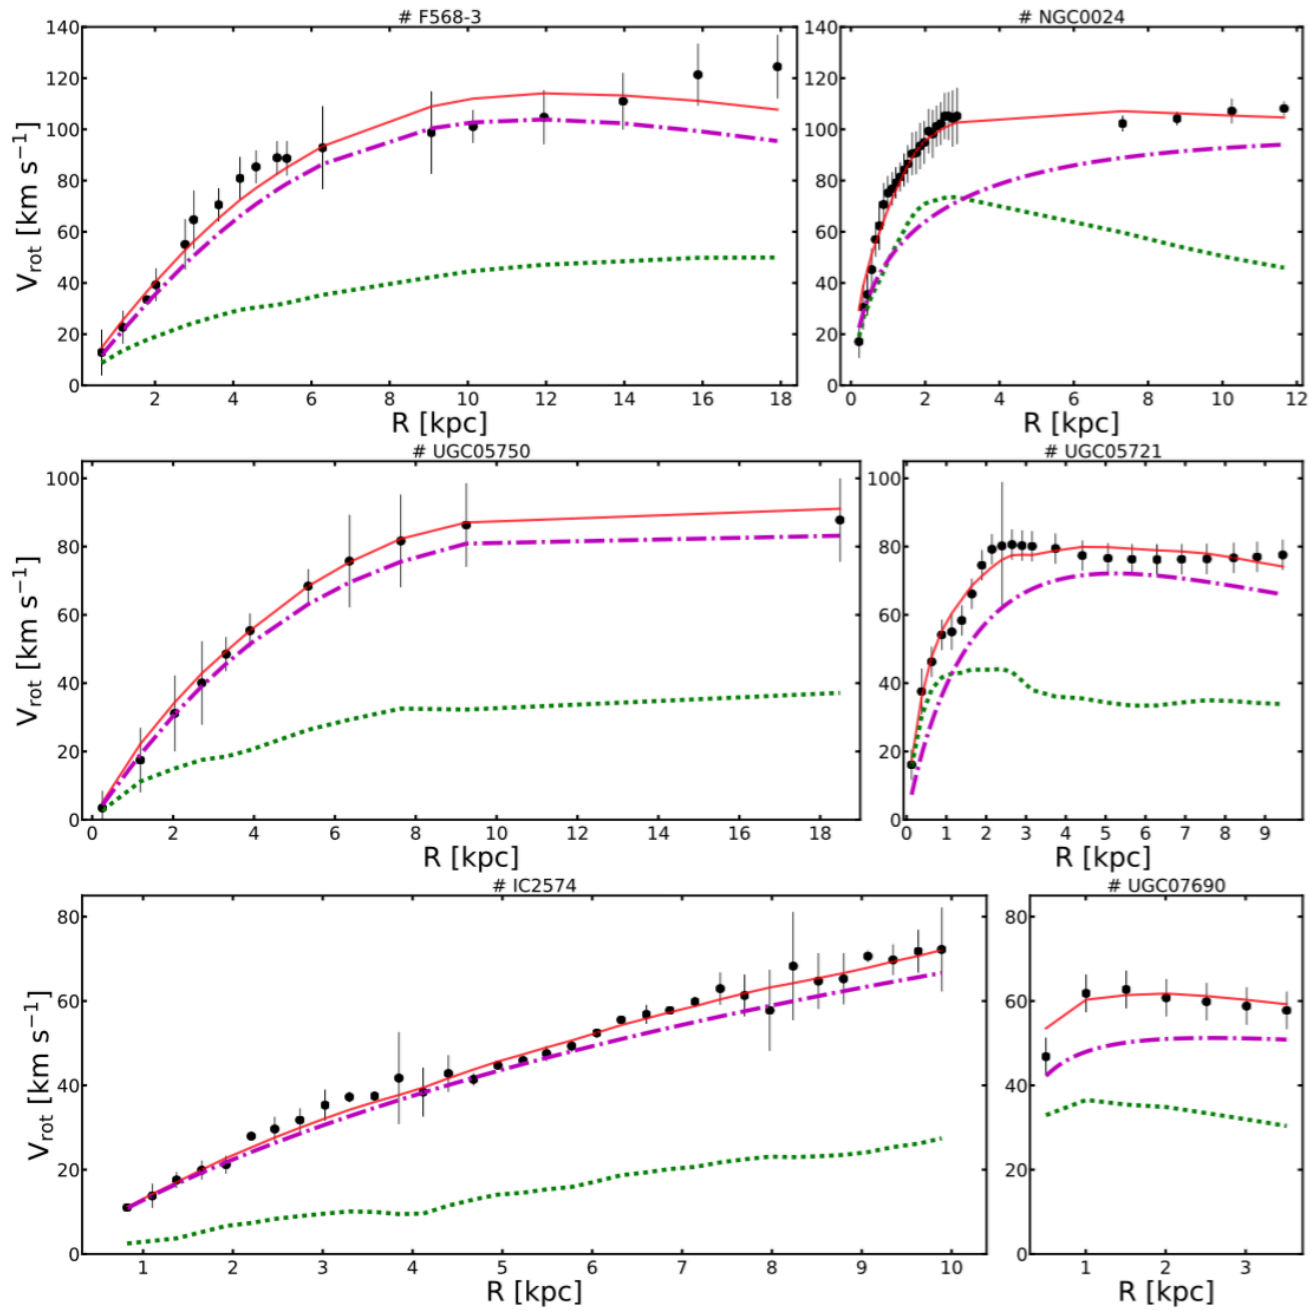 # F568-3
# NGC0024
140
120
100
80
60
40
20
0
V_rot [km s⁻¹]
2 4 6 8 10 12 14 16 18
R [kpc]
140
120
100
80
60
40
20
0
0 2 4 6 8 10 12
R [kpc]
# UGC05750
# UGC05721
100
80
60
40
20
0
V_rot [km s⁻¹]
0 2 4 6 8 10 12 14 16 18
R [kpc]
100
80
60
40
20
0
0 1 2 3 4 5 6 7 8 9
R [kpc]
# IC2574
# UGC07690
80
60
40
20
0
V_rot [km s⁻¹]
1 2 3 4 5 6 7 8 9 10
R [kpc]
80
60
40
20
0
1 2 3
R [kpc]